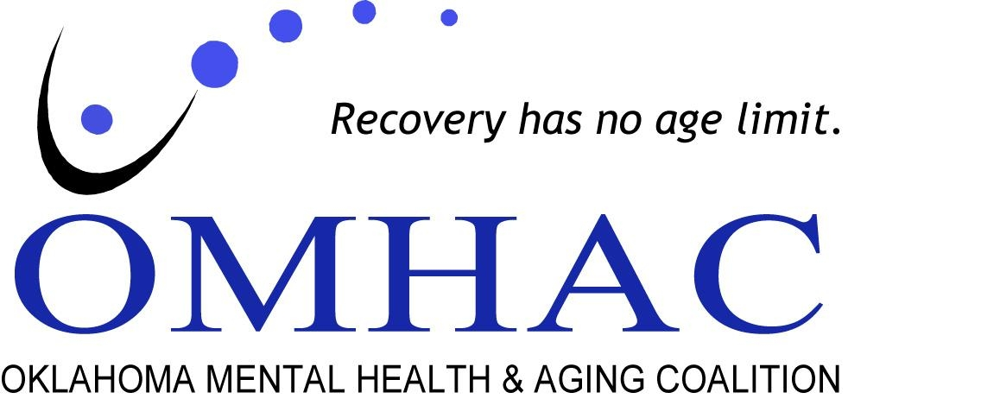 Recovery has no age limit.
OMHAC
OKLAHOMA MENTAL HEALTH & AGING COALITION